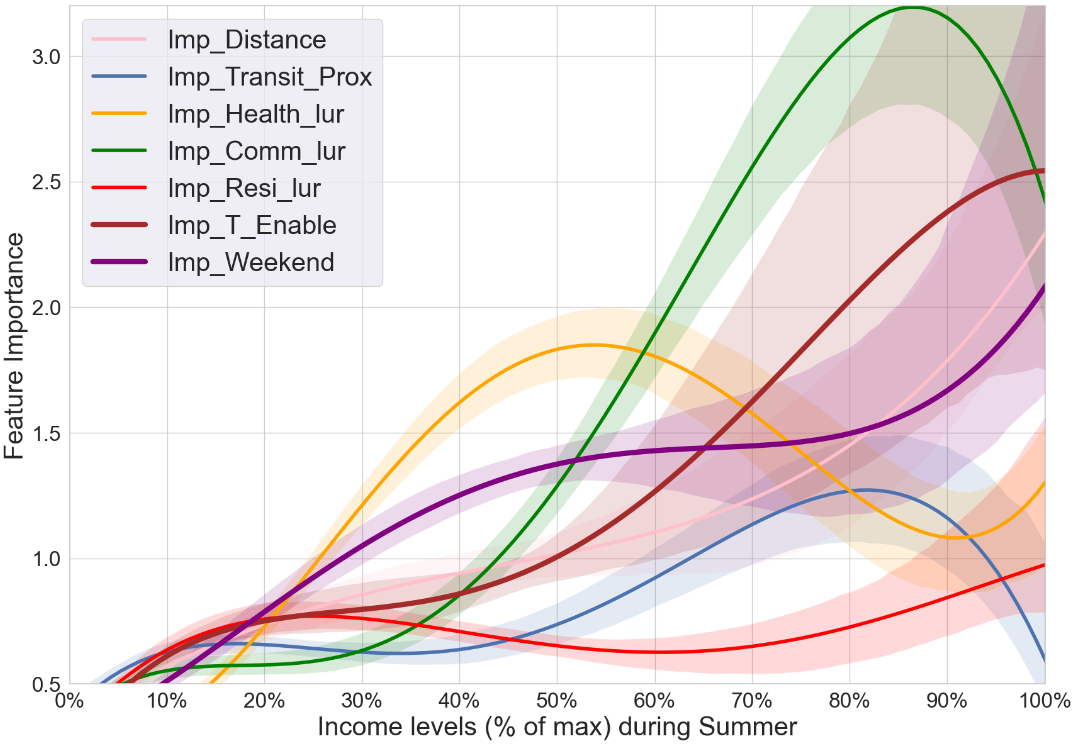 Imp_Distance
Imp_Transit_Prox
Imp_Health_lur
Imp_Comm_lur
Imp_Resi_lur
Imp_T_Enable
Imp_Weekend
Feature Importance
3.0
2.5
2.0
1.5
1.0
0.5
0% 10% 20% 30% 40% 50% 60% 70% 80% 90% 100%
Income levels (% of max) during Summer